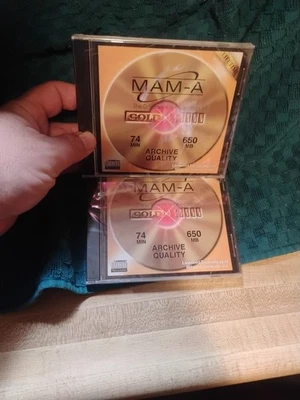 MAM-A
GOLD
74
MIN
650
MB
ARCHIVE
QUALITY
MAM-A
GOLD
74
MIN
650
MB
ARCHIVE
QUALITY